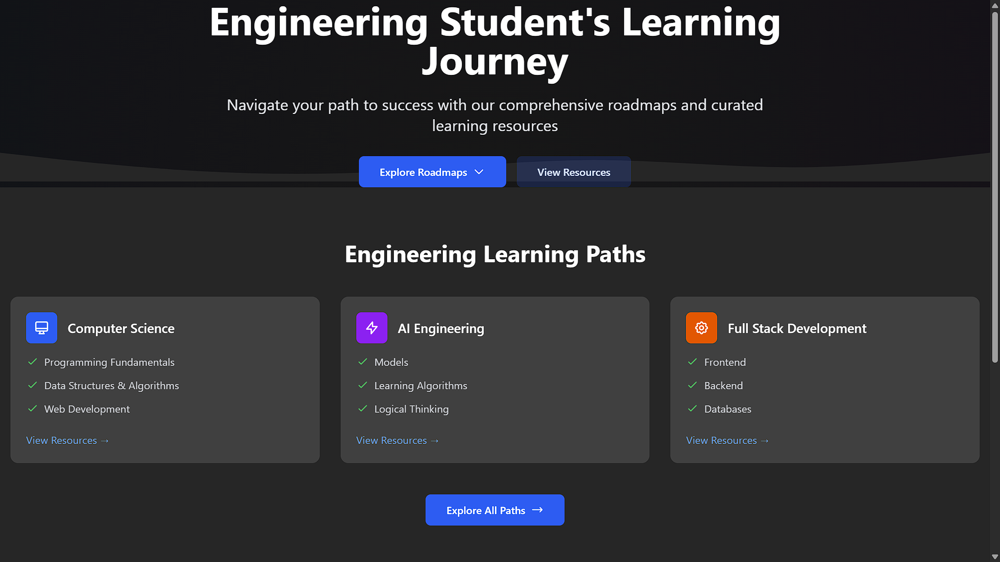 Engineering Student's Learning
Journey
Navigate your path to success with our comprehensive roadmaps and curated
learning resources
Explore Roadmaps
View Resources
Engineering Learning Paths
Computer Science
Programming Fundamentals
Data Structures & Algorithms
Web Development
View Resources →
AI Engineering
Models
Learning Algorithms
Logical Thinking
View Resources →
Full Stack Development
Frontend
Backend
Databases
View Resources →
Explore All Paths →